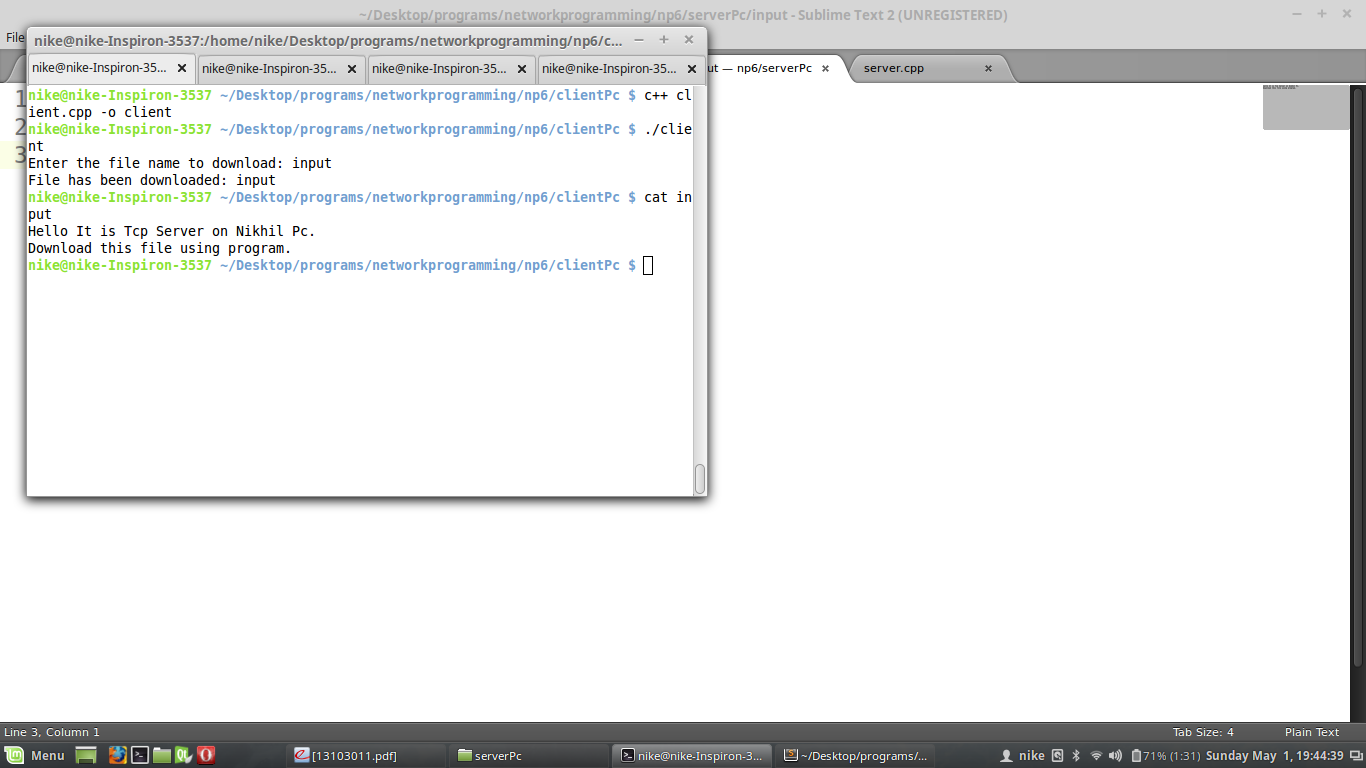 ~/Desktop/programs/networkprogramming/np6/serverPc/input - Sublime Text 2 (UNREGISTERED)
File
nike@nike-Inspiron-3537:/home/nike/Desktop/programs/networkprogramming/np6/c...
nike@nike-Inspiron-35... nike@nike-Inspiron-35... nike@nike-Inspiron-35... nike@nike-Inspiron-35... ut — np6/serverPc server.cpp
1
2
3
nike@nike-Inspiron-3537 ~/Desktop/programs/networkprogramming/np6/clientPc $ c++ cl
ient.cpp -o client
nike@nike-Inspiron-3537 ~/Desktop/programs/networkprogramming/np6/clientPc $ ./clie
nt
Enter the file name to download: input
File has been downloaded: input
nike@nike-Inspiron-3537 ~/Desktop/programs/networkprogramming/np6/clientPc $ cat in
put
Hello It is Tcp Server on Nikhil Pc.
Download this file using program.
nike@nike-Inspiron-3537 ~/Desktop/programs/networkprogramming/np6/clientPc $
Line 3, Column 1 Tab Size: 4 Plain Text
Menu [13103011.pdf] serverPc nike@nike-Inspiron-3... ~/Desktop/programs/... nike 71% (1:31) Sunday May 1, 19:44:39